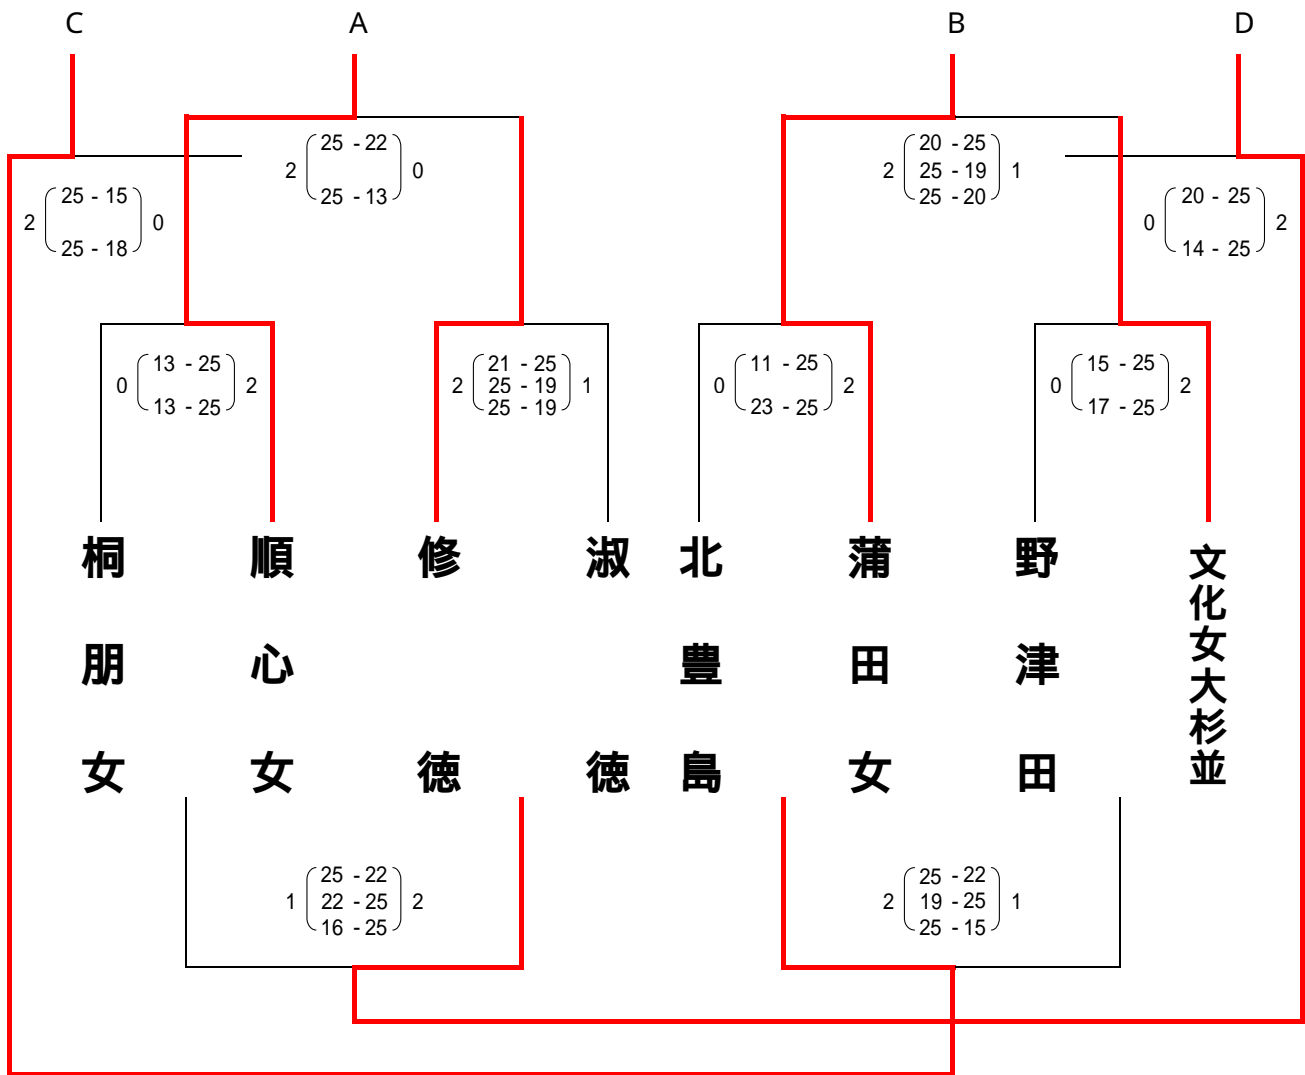 C A B D
2 25 - 22 0
25 - 13
2 20 - 25 1
25 - 19
25 - 20
2 25 - 15 0
25 - 18
0 20 - 25 2
14 - 25
0 13 - 25 2
13 - 25
2 21 - 25 1
25 - 19
25 - 19
0 11 - 25 2
23 - 25
0 15 - 25 2
17 - 25
桐朋女
順心女
修徳
淑徳
北豊島
蒲田女
野津田
文化女大杉並
1 25 - 22 2
22 - 25
16 - 25
2 25 - 22 1
19 - 25
25 - 15